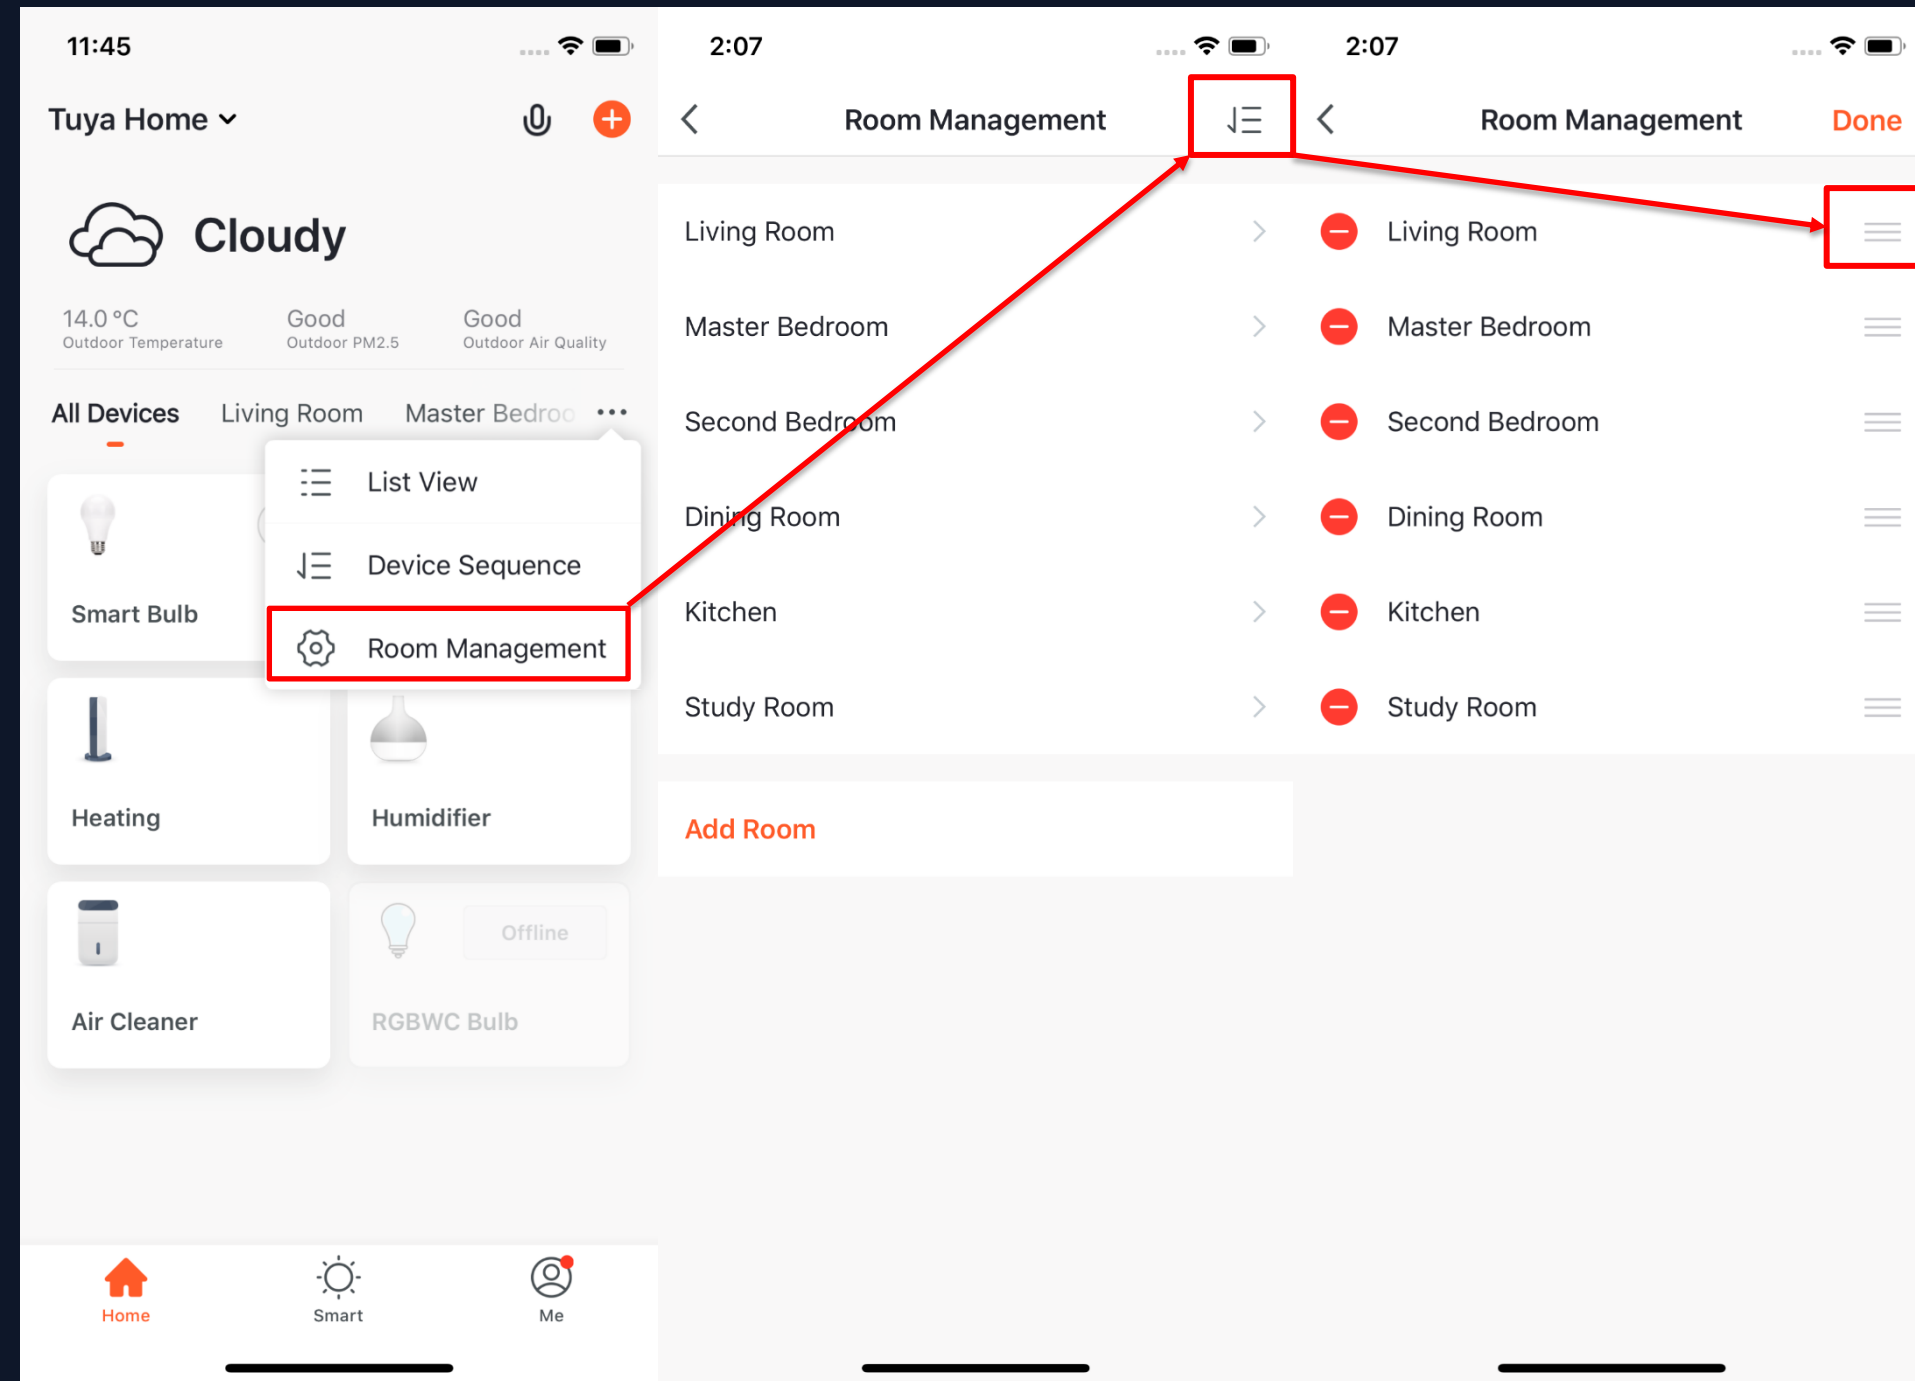 11:45
Tuya Home
Cloudy
14.0 °C Good Good
Outdoor Temperature Outdoor PM2.5 Outdoor Air Quality
All Devices Living Room Master Bedroo
List View
Device Sequence
Room Management
Smart Bulb
Heating Humidifier
Offline
Air Cleaner RGBWC Bulb
Home Smart Me
2:07
Room Management
Living Room
Master Bedroom
Second Bedroom
Dining Room
Kitchen
Study Room
Add Room
2:07
Room Management Done
Living Room
Master Bedroom
Second Bedroom
Dining Room
Kitchen
Study Room